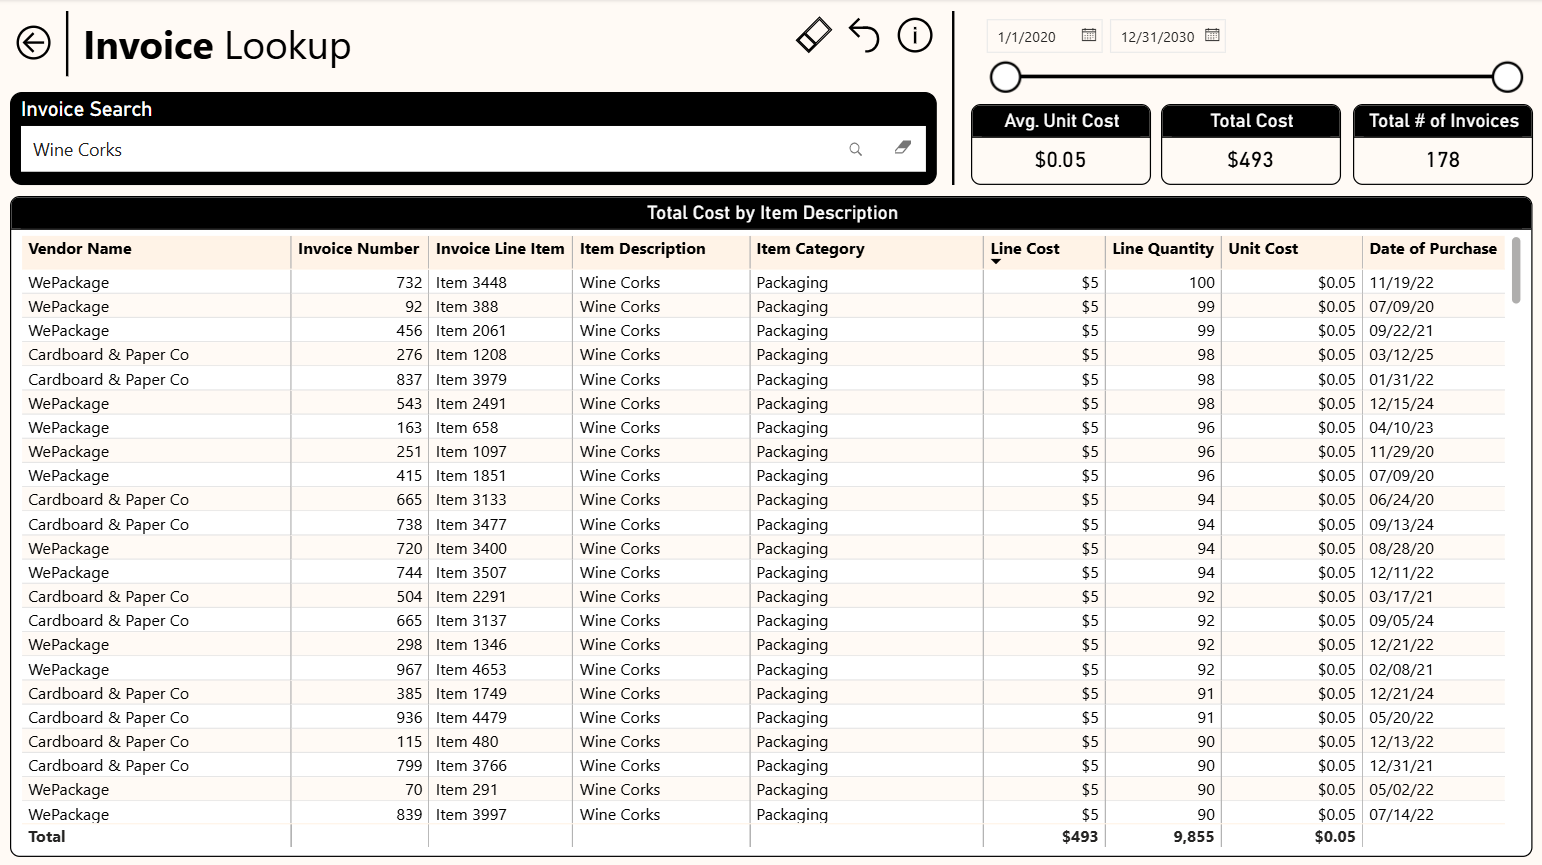 Invoice Lookup
1/1/2020 12/31/2030
Invoice Search
Wine Corks
Avg. Unit Cost Total Cost Total # of Invoices
$0.05 $493 178
Total Cost by Item Description
Vendor Name Invoice Number Invoice Line Item Item Description Item Category Line Cost Line Quantity Unit Cost Date of Purchase
WePackage 732 Item 3448 Wine Corks Packaging $5 100 $0.05 11/19/22
WePackage 92 Item 388 Wine Corks Packaging $5 99 $0.05 07/09/20
WePackage 456 Item 2061 Wine Corks Packaging $5 99 $0.05 09/22/21
Cardboard & Paper Co 276 Item 1208 Wine Corks Packaging $5 98 $0.05 03/12/25
Cardboard & Paper Co 837 Item 3979 Wine Corks Packaging $5 98 $0.05 01/31/22
WePackage 543 Item 2491 Wine Corks Packaging $5 98 $0.05 12/15/24
WePackage 163 Item 658 Wine Corks Packaging $5 96 $0.05 04/10/23
WePackage 251 Item 1097 Wine Corks Packaging $5 96 $0.05 11/29/20
WePackage 415 Item 1851 Wine Corks Packaging $5 96 $0.05 07/09/20
Cardboard & Paper Co 665 Item 3133 Wine Corks Packaging $5 94 $0.05 06/24/20
Cardboard & Paper Co 738 Item 3477 Wine Corks Packaging $5 94 $0.05 09/13/24
WePackage 720 Item 3400 Wine Corks Packaging $5 94 $0.05 08/28/20
WePackage 744 Item 3507 Wine Corks Packaging $5 94 $0.05 12/11/22
Cardboard & Paper Co 504 Item 2291 Wine Corks Packaging $5 92 $0.05 03/17/21
Cardboard & Paper Co 665 Item 3137 Wine Corks Packaging $5 92 $0.05 09/05/24
WePackage 298 Item 1346 Wine Corks Packaging $5 92 $0.05 12/21/22
WePackage 967 Item 4653 Wine Corks Packaging $5 92 $0.05 02/08/21
Cardboard & Paper Co 385 Item 1749 Wine Corks Packaging $5 91 $0.05 12/21/24
Cardboard & Paper Co 936 Item 4479 Wine Corks Packaging $5 91 $0.05 05/20/22
Cardboard & Paper Co 115 Item 480 Wine Corks Packaging $5 90 $0.05 12/13/22
Cardboard & Paper Co 799 Item 3766 Wine Corks Packaging $5 90 $0.05 12/31/21
WePackage 70 Item 291 Wine Corks Packaging $5 90 $0.05 05/02/22
WePackage 839 Item 3997 Wine Corks Packaging $5 90 $0.05 07/14/22
Total $493 9,855 $0.05